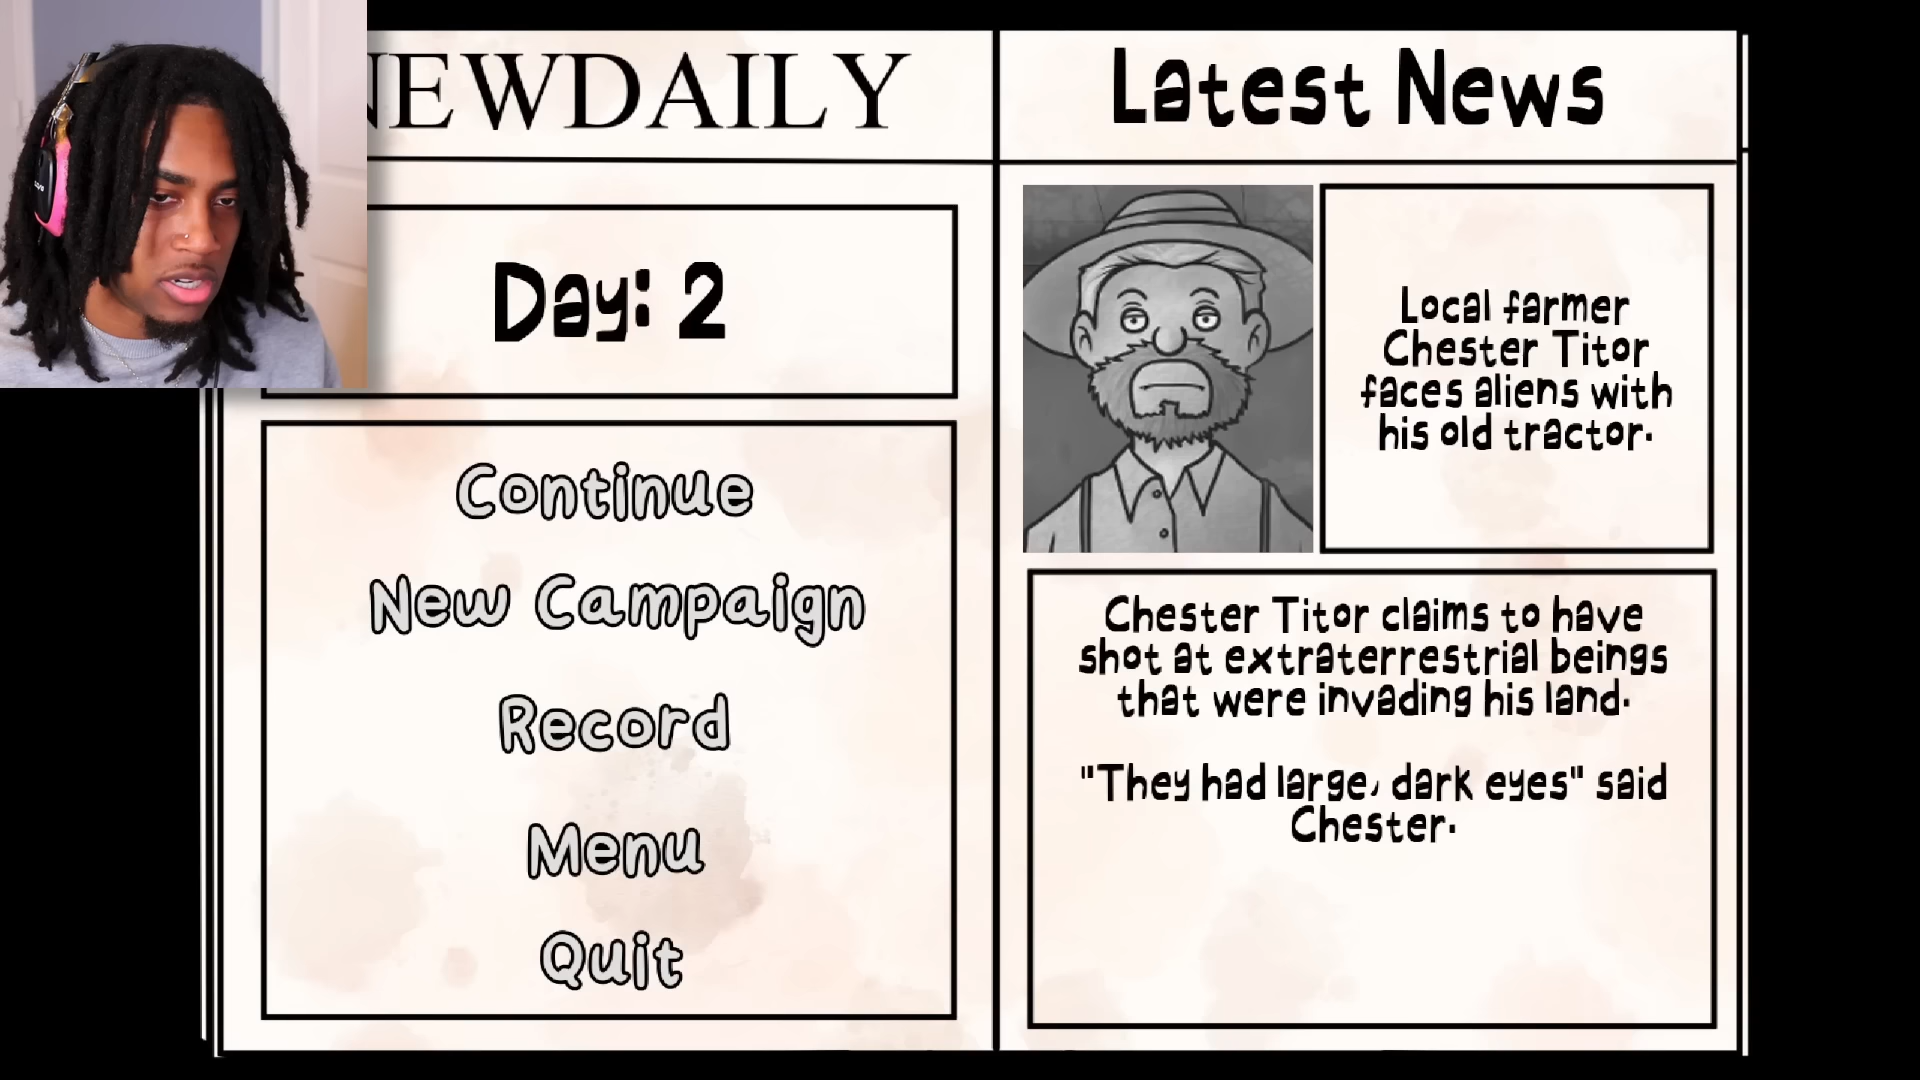 NEWDAILY
Latest News
Day: 2
Continue
New Campaign
Record
Menu
Quit
Local farmer
Chester Titor
faces aliens with
his old tractor.
Chester Titor claims to have
shot at extraterrestrial beings
that were invading his land.
"They had large, dark eyes" said
Chester.